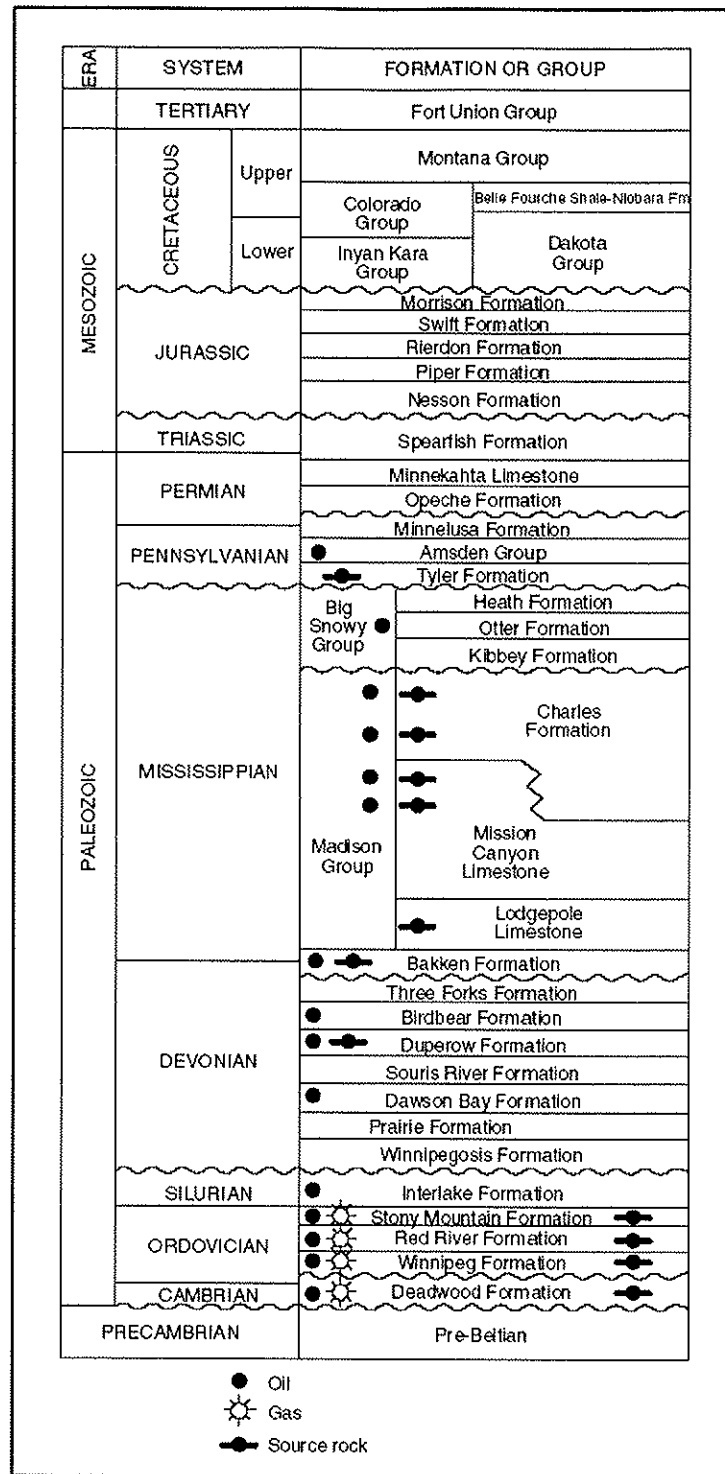 ERA SYSTEM FORMATION OR GROUP
TERTIARY Fort Union Group
MESOZOIC
CRETACEOUS
Upper
Montana Group
Colorado
Group
Belle Fourche Shale-Niobara Fm
Lower
Inyan Kara
Group
Dakota
Group
JURASSIC
Morrison Formation
Swift Formation
Rierdon Formation
Piper Formation
Nesson Formation
TRIASSIC Spearfish Formation
PALEOZOIC
PERMIAN
Minnekahta Limestone
Opeche Formation
PENNSYLVANIAN
Minnelusa Formation
Amsden Group
Tyler Formation
MISSISSIPPIAN
Big
Snowy
Group
Heath Formation
Otter Formation
Kibbey Formation
Madison
Group
Charles
Formation
Mission
Canyon
Limestone
Lodgepole
Limestone
Bakken Formation
DEVONIAN
Three Forks Formation
Birdbear Formation
Duperow Formation
Souris River Formation
Dawson Bay Formation
Prairie Formation
Winnipegosis Formation
SILURIAN Interlake Formation
ORDOVICIAN
Stony Mountain Formation
Red River Formation
Winnipeg Formation
CAMBRIAN Deadwood Formation
PRECAMBRIAN Pre-Beltian
Oil
Gas
Source rock